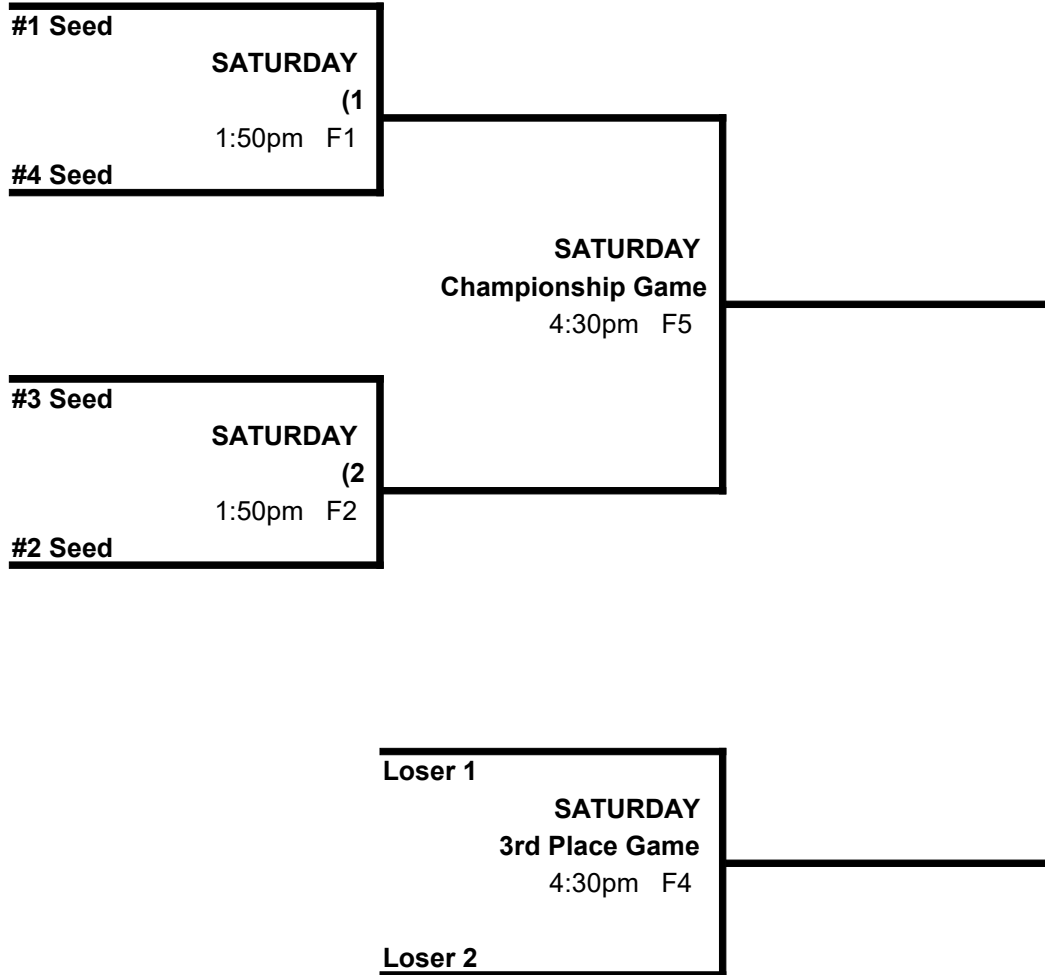 #1 Seed
SATURDAY
(1
1:50pm F1
#4 Seed
SATURDAY
Championship Game
4:30pm F5
#3 Seed
SATURDAY
(2
1:50pm F2
#2 Seed
Loser 1
SATURDAY
3rd Place Game
4:30pm F4
Loser 2